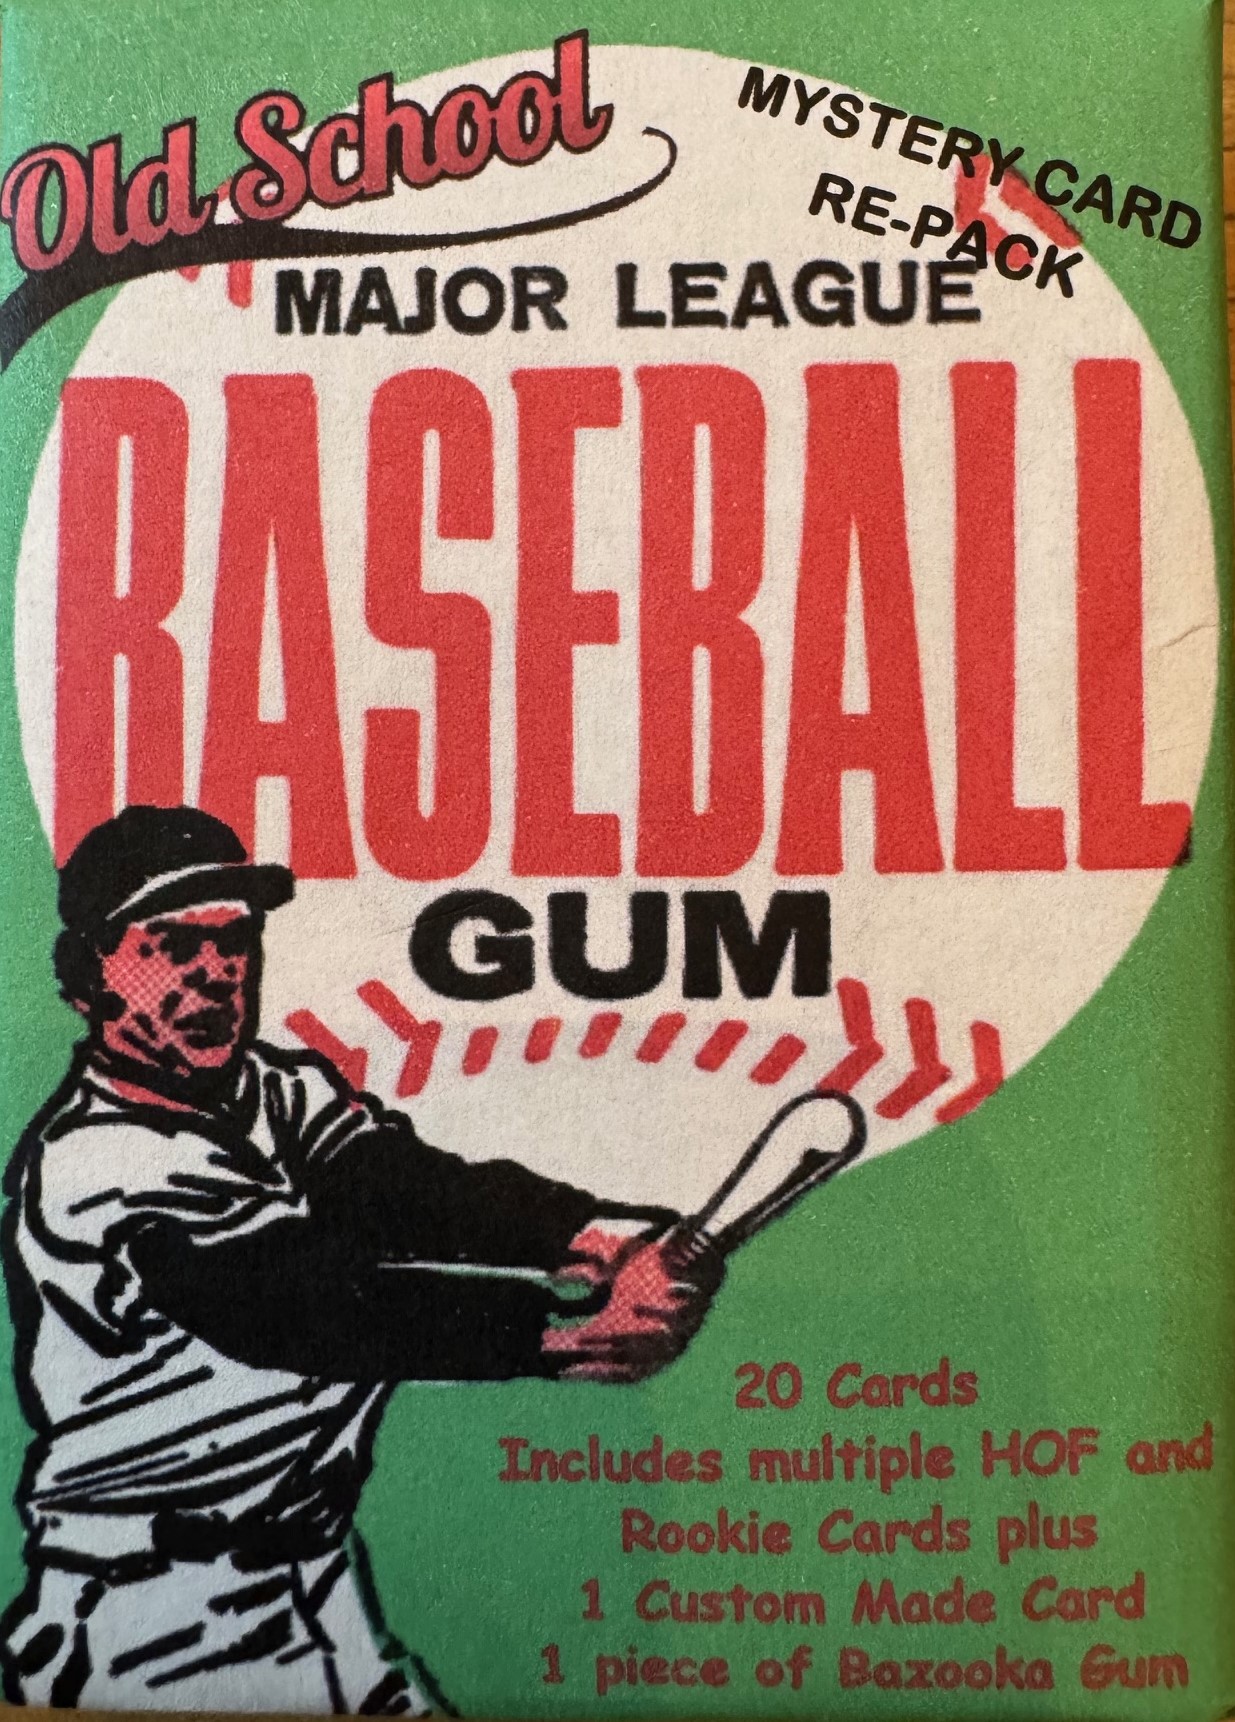 Old School
MYSTERY CARD
RE-PACK
MAJOR LEAGUE
BASEBALL
GUM
20 Cards
Includes multiple HOF and
Rookie Cards plus
1 Custom Made Card
1 piece of Bazooka Gum